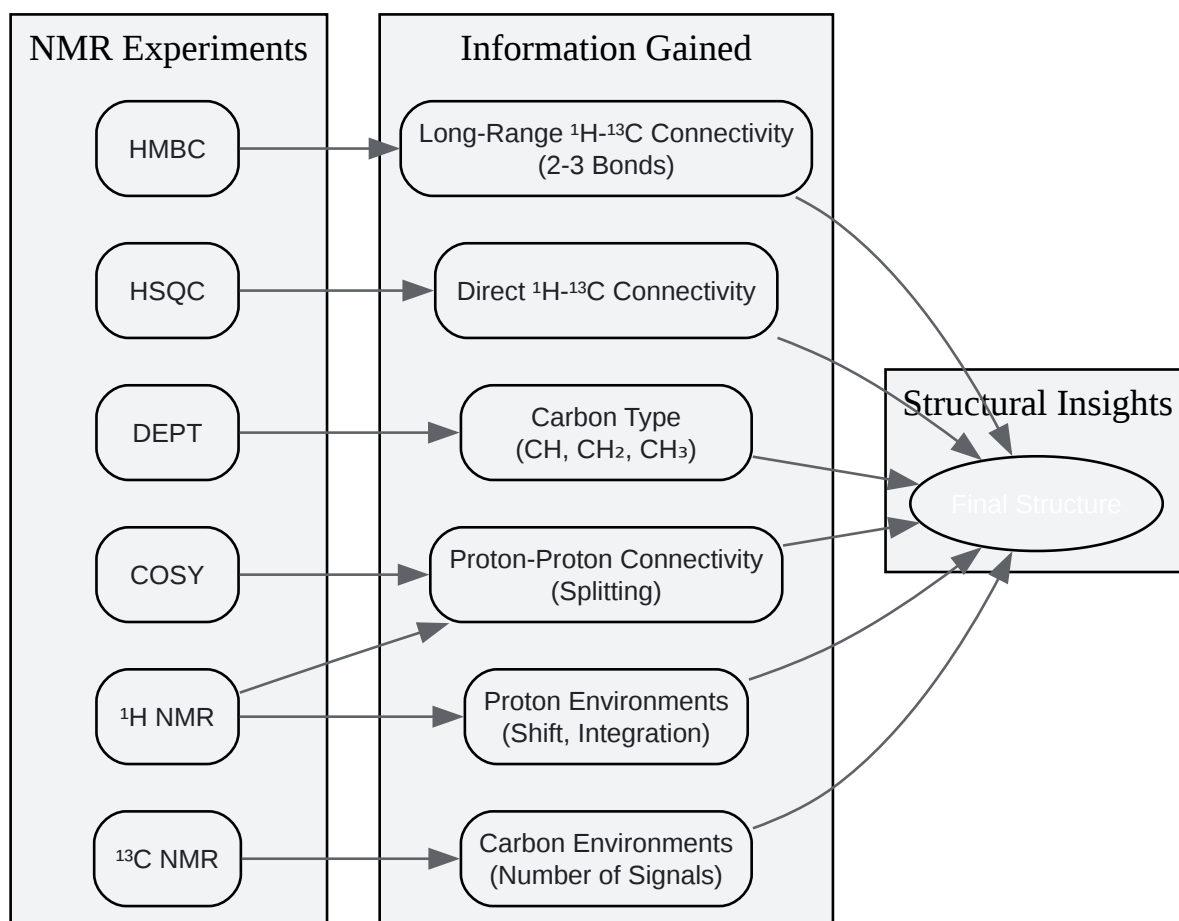 NMR Experiments
HMBC
HSQC
DEPT
COSY
¹H NMR
¹³C NMR
Information Gained
Long-Range ¹H-¹³C Connectivity
(2-3 Bonds)
Direct ¹H-¹³C Connectivity
Carbon Type
(CH, CH₂, CH₃)
Proton-Proton Connectivity
(Splitting)
Proton Environments
(Shift, Integration)
Carbon Environments
(Number of Signals)
Structural Insights
Final Structure